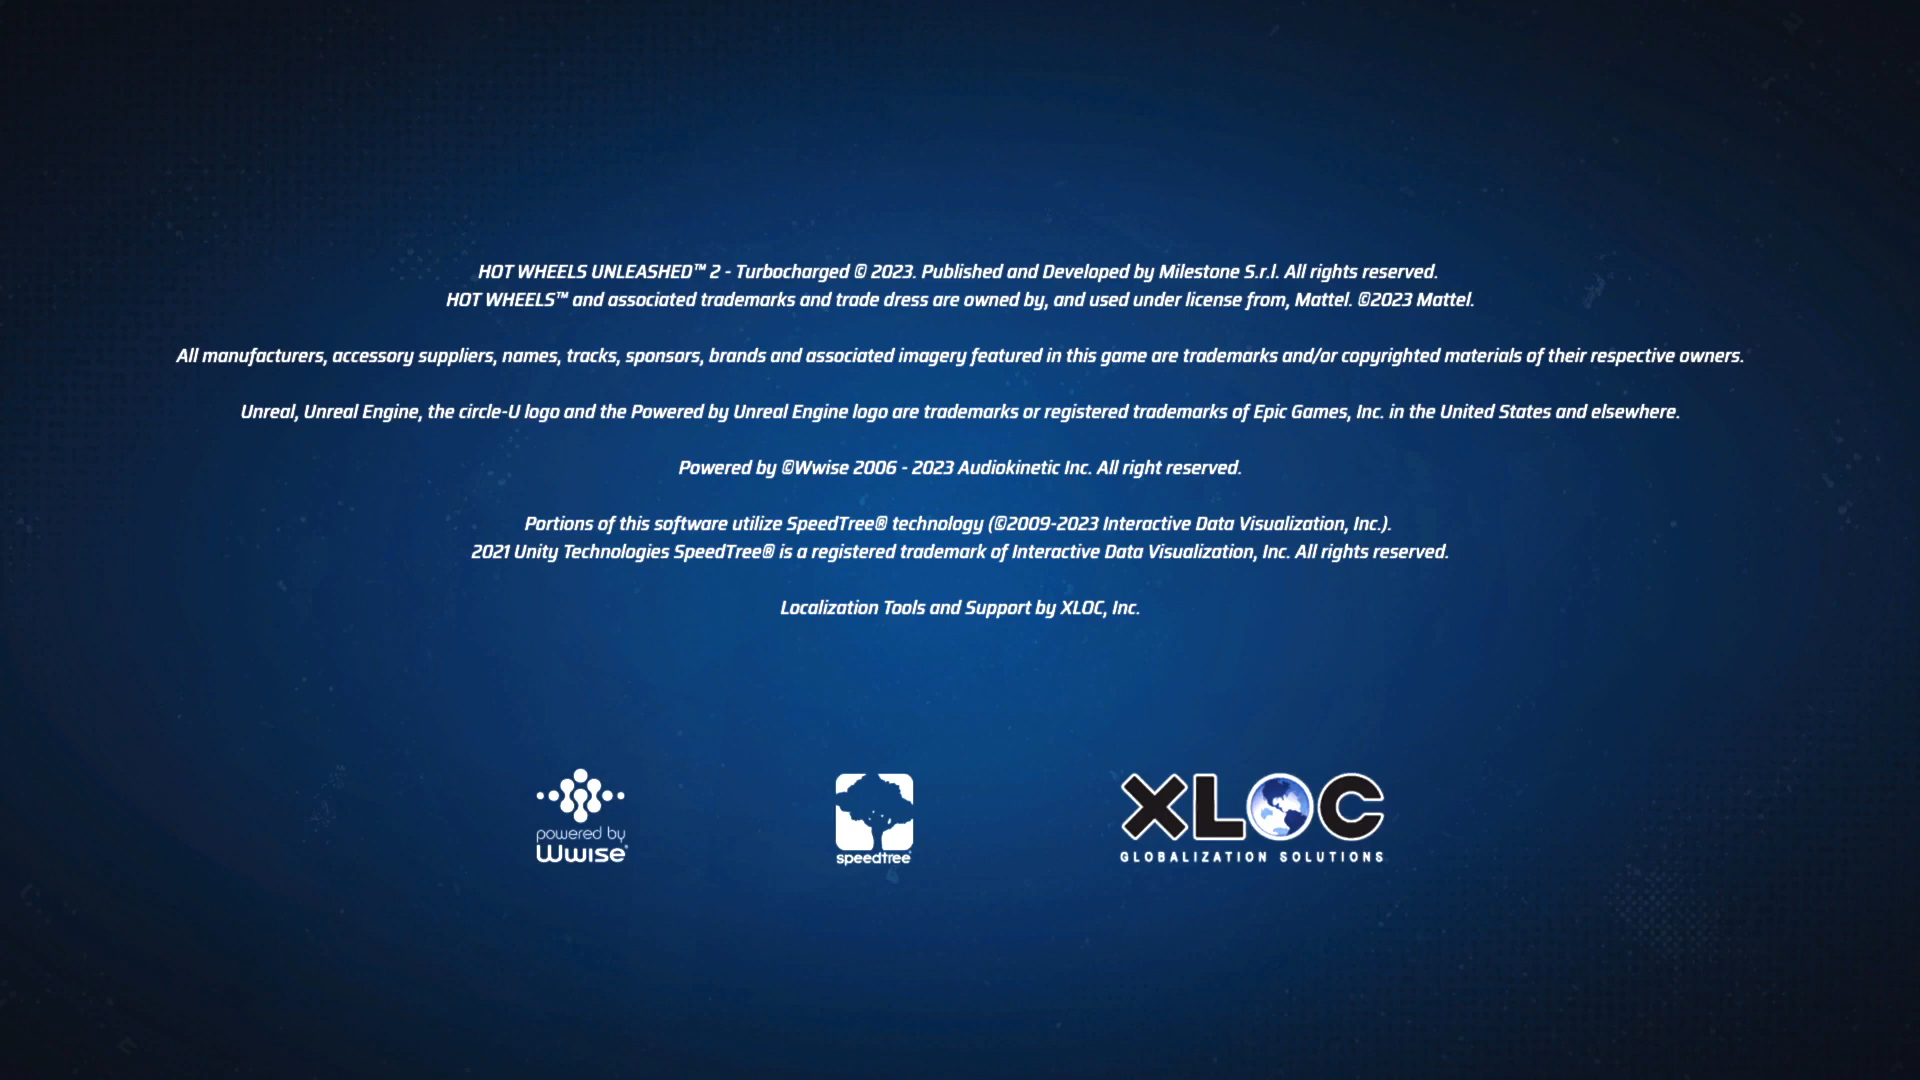 HOT WHEELS UNLEASHED™ 2 - Turbocharged © 2023. Published and Developed by Milestone S.r.l. All rights reserved.
HOT WHEELS™ and associated trademarks and trade dress are owned by, and used under license from, Mattel. ©2023 Mattel.
All manufacturers, accessory suppliers, names, tracks, sponsors, brands and associated imagery featured in this game are trademarks and/or copyrighted materials of their respective owners.
Unreal, Unreal Engine, the circle-U logo and the Powered by Unreal Engine logo are trademarks or registered trademarks of Epic Games, Inc. in the United States and elsewhere.
Powered by ©Wwise 2006 - 2023 Audiokinetic Inc. All right reserved.
Portions of this software utilize SpeedTree® technology (©2009-2023 Interactive Data Visualization, Inc.).
2021 Unity Technologies SpeedTree® is a registered trademark of Interactive Data Visualization, Inc. All rights reserved.
Localization Tools and Support by XLOC, Inc.
powered by
Wwise®
speedtree®
XLOC
GLOBALIZATION SOLUTIONS